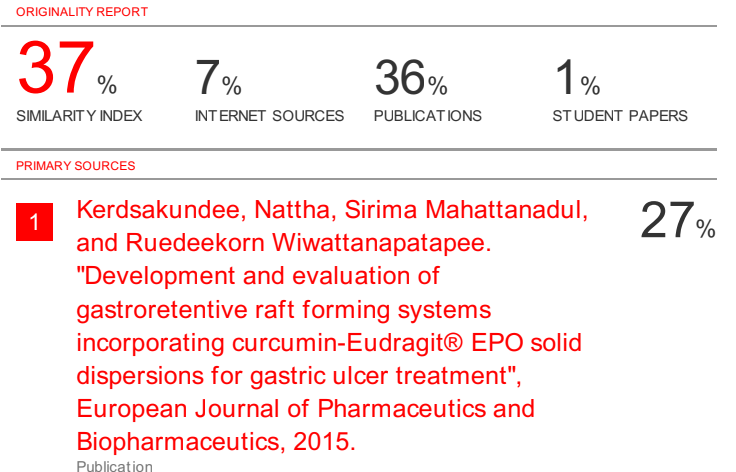 ORIGINALITY REPORT
37%
7%
36%
1%
SIMILARITY INDEX
INTERNET SOURCES
PUBLICATIONS
STUDENT PAPERS
PRIMARY SOURCES
1
Kerdsakundee, Nattha, Sirima Mahattanadul,
and Ruedeekorn Wiwattanapatapee.
"Development and evaluation of
gastroretentive raft forming systems
incorporating curcumin-Eudragit® EPO solid
dispersions for gastric ulcer treatment",
European Journal of Pharmaceutics and
Biopharmaceutics, 2015.
Publication
27%